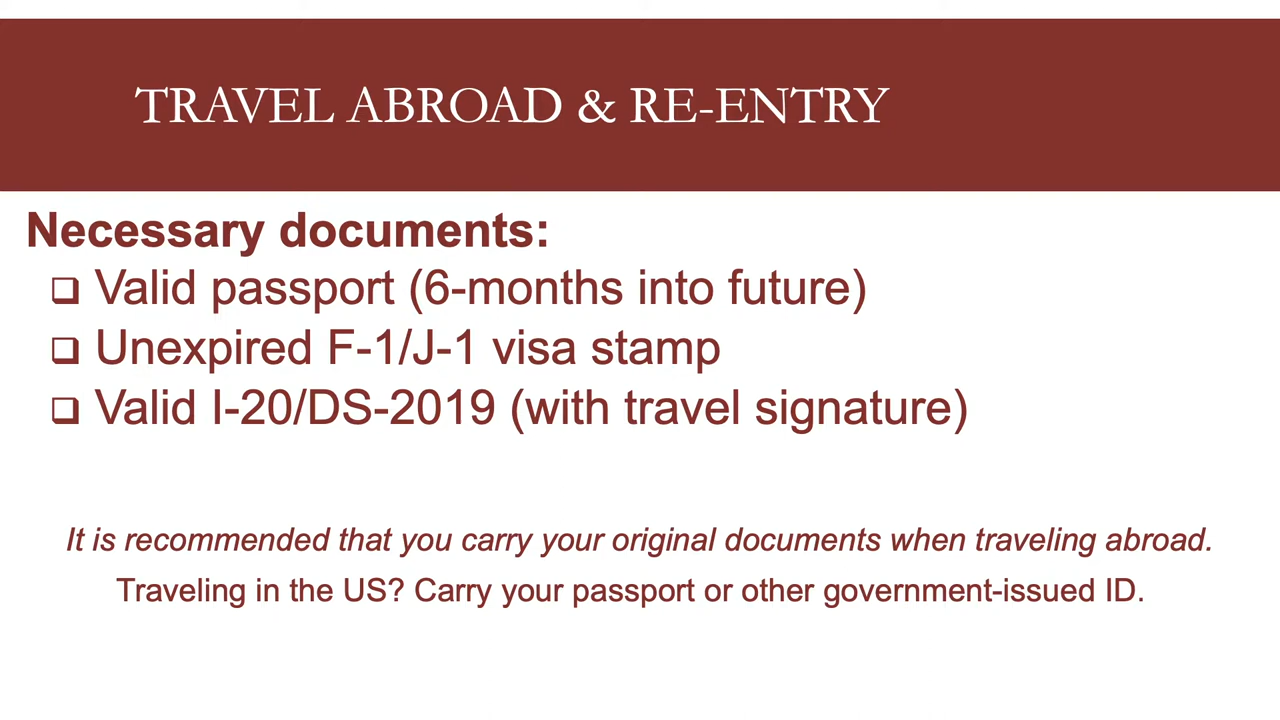 TRAVEL ABROAD & RE-ENTRY
Necessary documents:
❑ Valid passport (6-months into future)
❑ Unexpired F-1/J-1 visa stamp
❑ Valid I-20/DS-2019 (with travel signature)
It is recommended that you carry your original documents when traveling abroad.
Traveling in the US? Carry your passport or other government-issued ID.